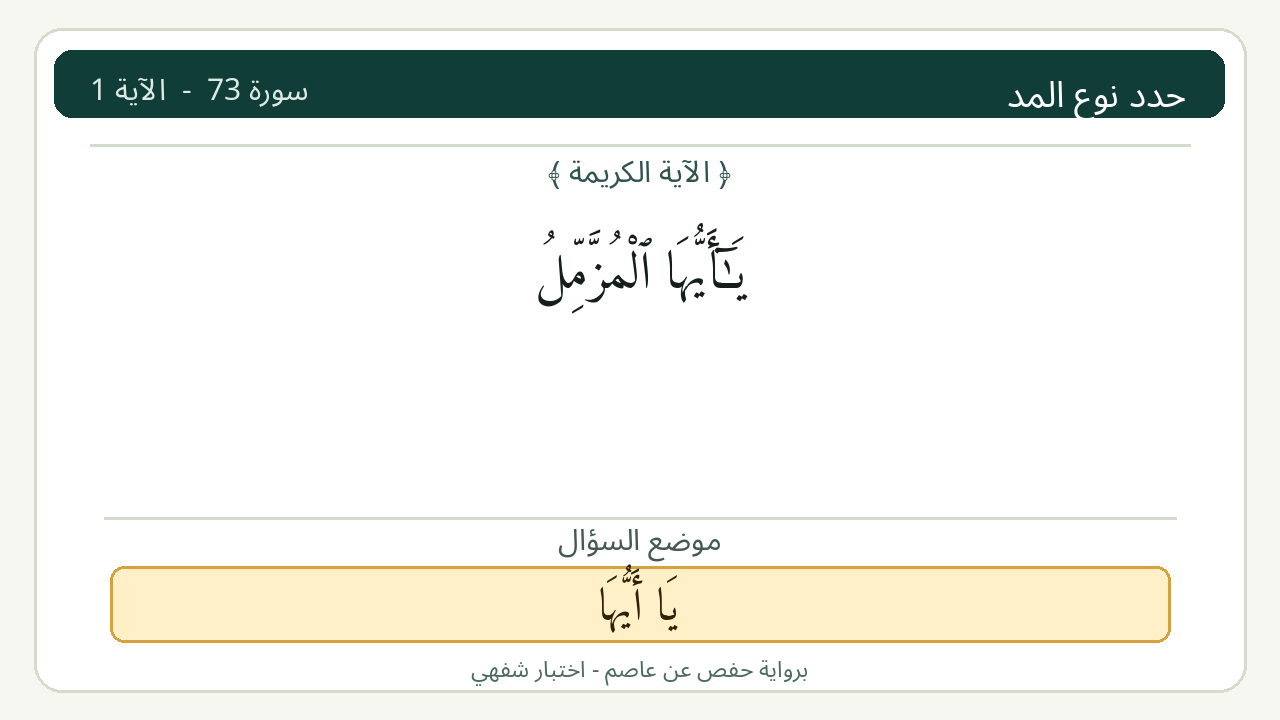 حدد نوع المد
سورة 73 - الآية 1
﴿ الآية الكريمة ﴾
يَـٰٓأَيُّهَا ٱلْمُزَّمِّلُ
موضع السؤال
يَا أَيُّهَا
برواية حفص عن عاصم - اختبار شفهي